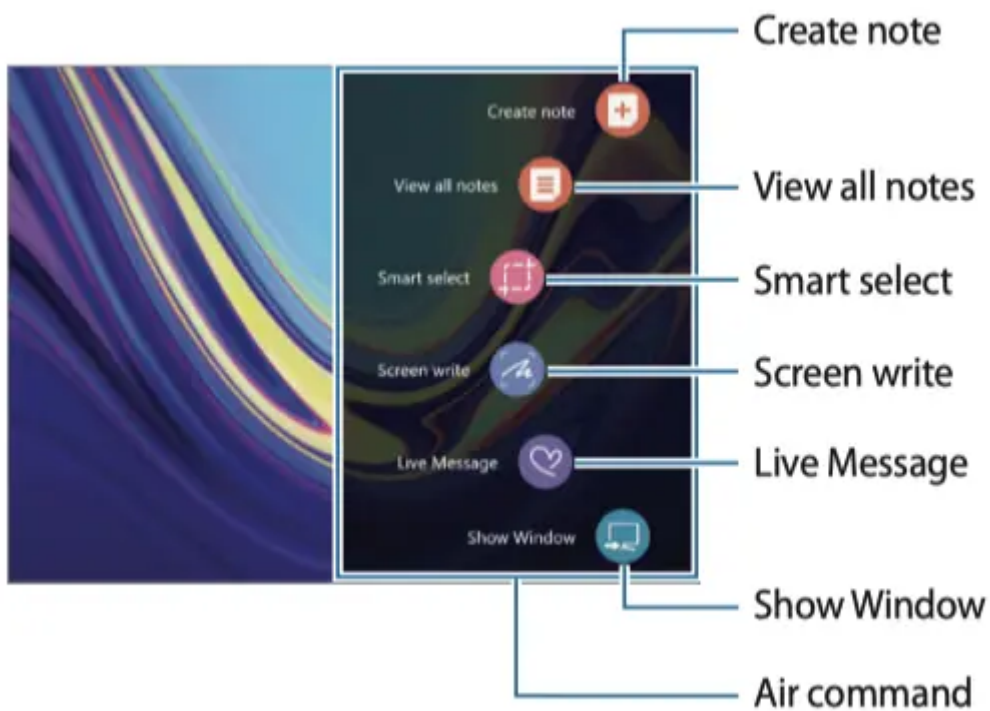 Create note
Create note
View all notes
View all notes
Smart select
Smart select
Screen write
Screen write
Live Message
Live Message
Show Window
Show Window
Air command